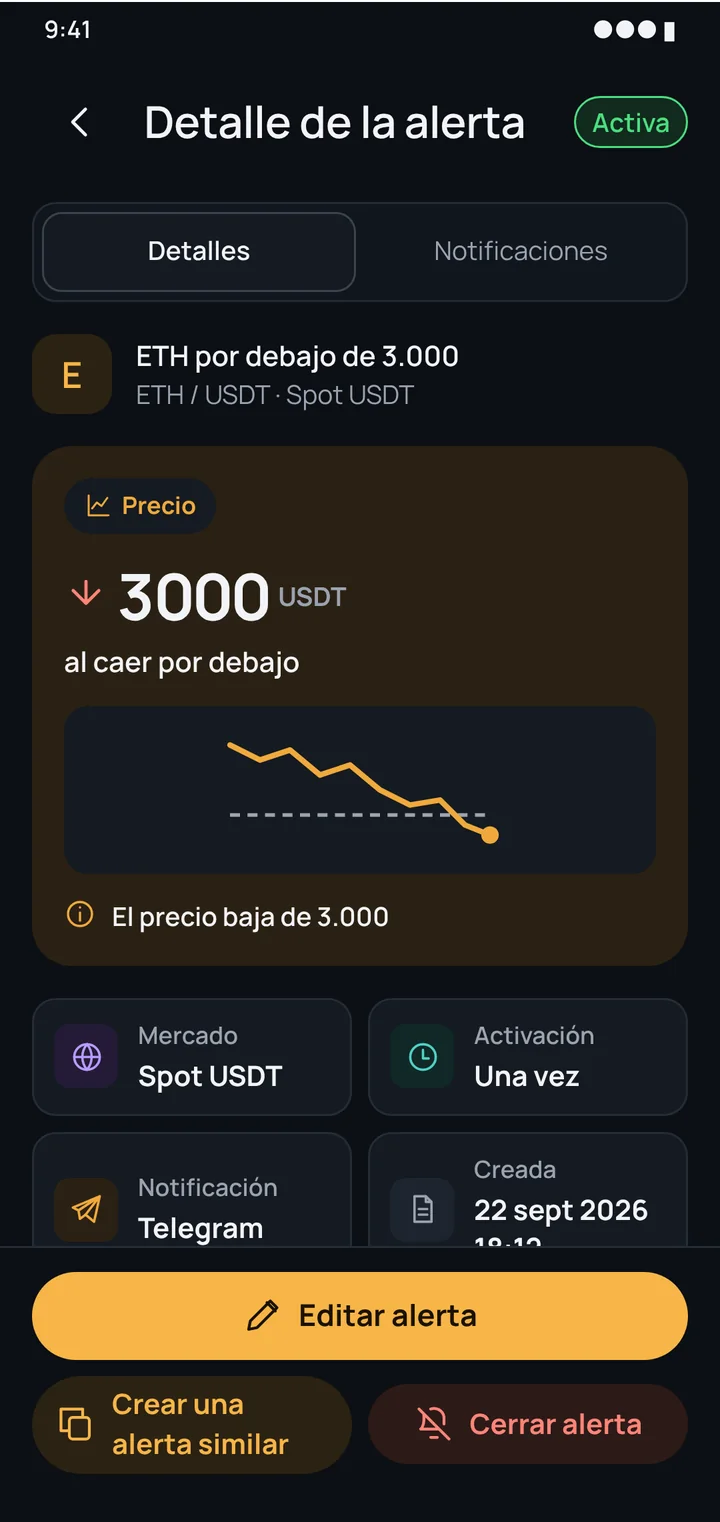 9:41
Detalle de la alerta
Activa
Detalles
Notificaciones
E
ETH por debajo de 3.000
ETH / USDT · Spot USDT
Precio
3000 USDT
al caer por debajo
El precio baja de 3.000
Mercado
Spot USDT
Activación
Una vez
Notificación
Telegram
Creada
22 sept 2026
Editar alerta
Crear una
alerta similar
Cerrar alerta